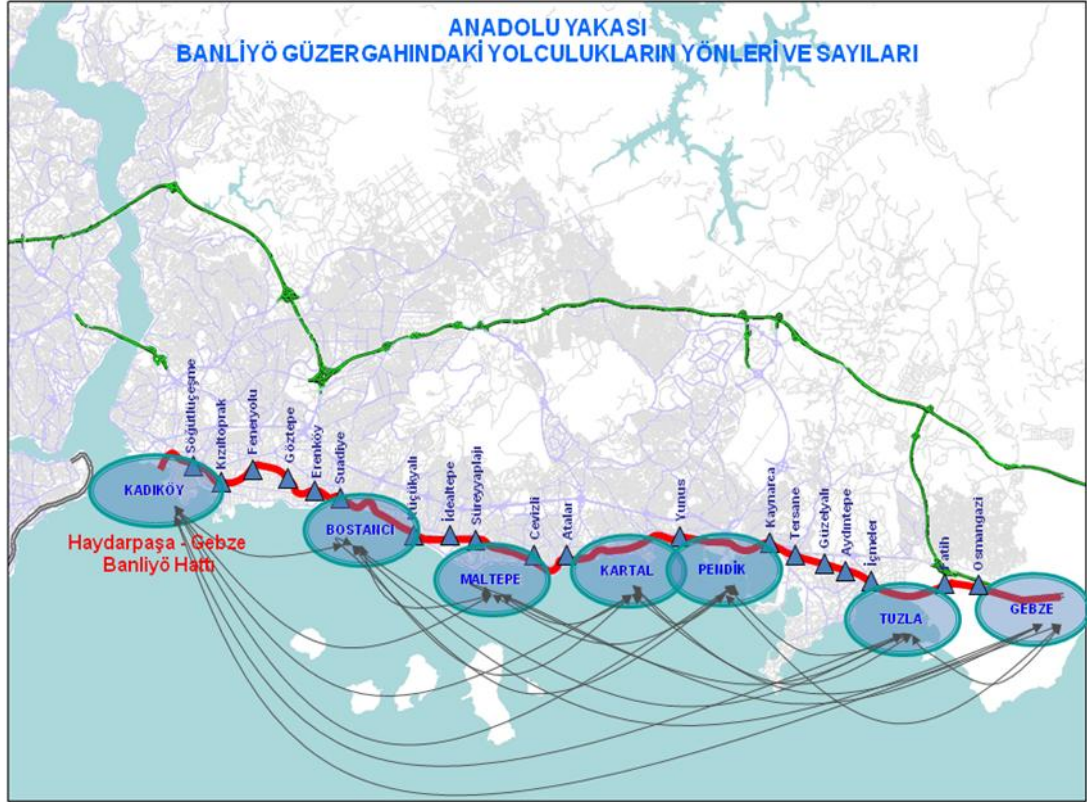 ANADOLU YAKASI
BANLİYÖ GÜZERGAHINDAKİ YOLCULUKLARIN YÖNLERİ VE SAYILARI
Söğütlüçeşme
Kızıltoprak
Feneryolu
Göztepe
Erenköy
Suadiye
Küçükyalı
İdealtepe
Süreyyaplajı
Cevizli
Atalar
Yunus
Kaynarca
Tersane
Güzelyalı
Aydıntepe
İçmeler
Fatih
Osmangazi
KADIKÖY
BOSTANCI
MALTEPE
KARTAL
PENDİK
TUZLA
GEBZE
Haydarpaşa - Gebze
Banliyö Hattı